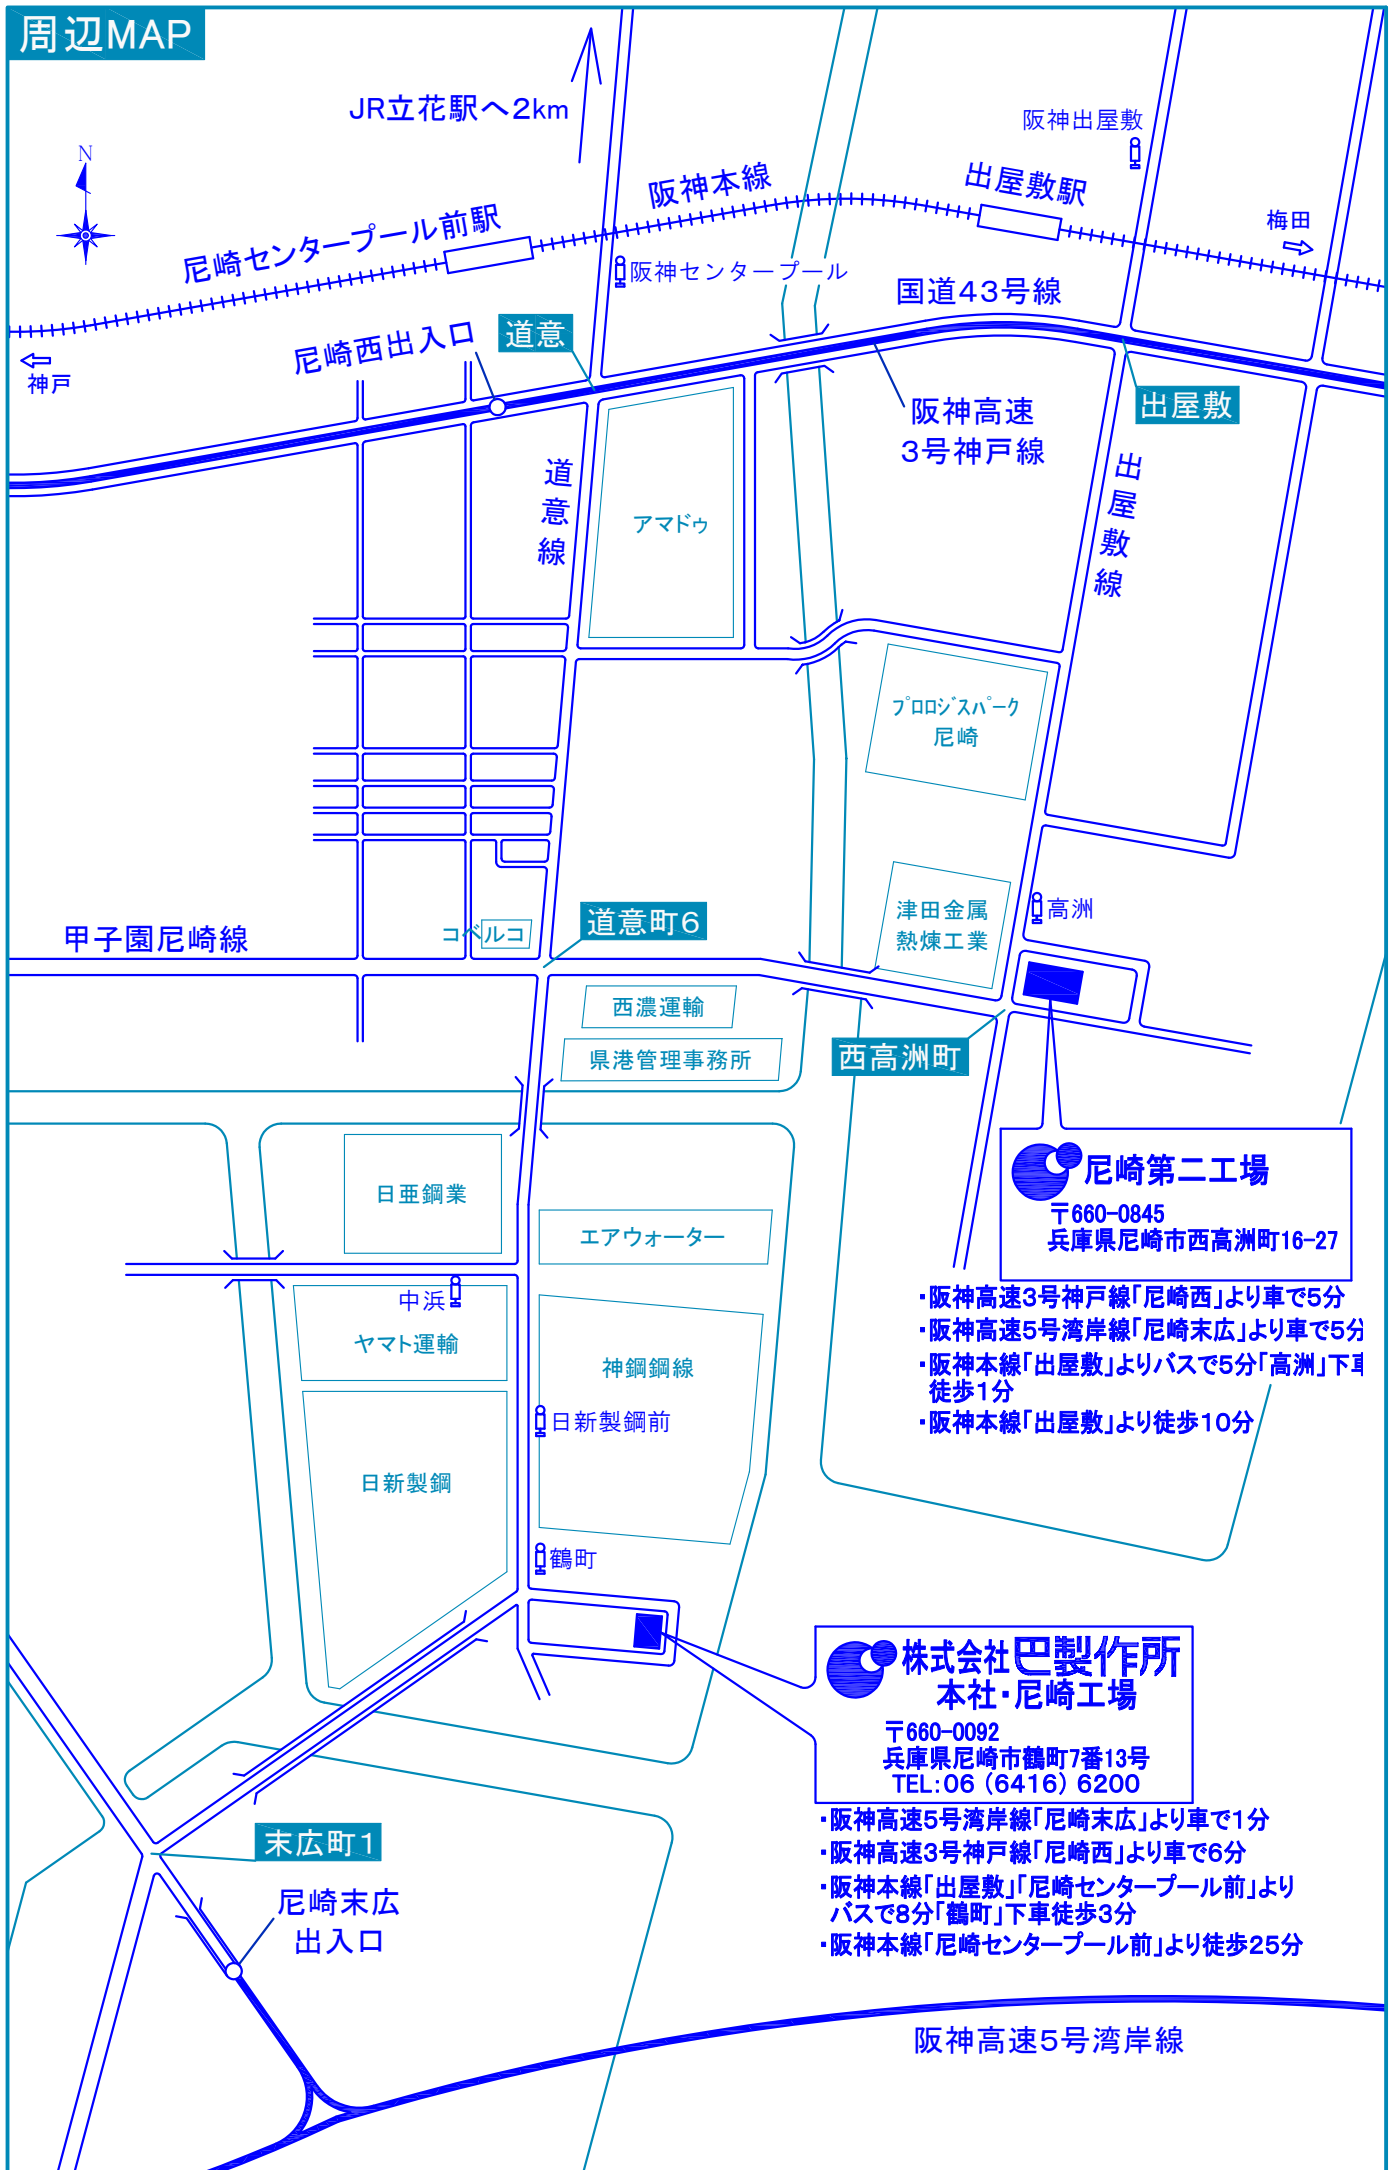 周辺MAP
JR立花駅へ2km
N
阪神出屋敷
阪神本線
出屋敷駅
梅田
尼崎センタープール前駅
阪神センタープール
国道43号線
神戸
尼崎西出入口
道意
出屋敷
阪神高速
3号神戸線
道意線
アマドゥ
出屋敷線
プロロジスパーク
尼崎
津田金属
熱煉工業
高洲
甲子園尼崎線
コベルコ
道意町6
西濃運輸
県港管理事務所
西高洲町
尼崎第二工場
〒660-0845
兵庫県尼崎市西高洲町16-27
・阪神高速3号神戸線「尼崎西」より車で5分
・阪神高速5号湾岸線「尼崎末広」より車で5分
・阪神本線「出屋敷」よりバスで5分「高洲」下車
徒歩1分
・阪神本線「出屋敷」より徒歩10分
日亜鋼業
エアウォーター
中浜
ヤマト運輸
神鋼鋼線
日新製鋼前
日新製鋼
鶴町
株式会社巴製作所
本社・尼崎工場
〒660-0092
兵庫県尼崎市鶴町7番13号
TEL:06（6416）6200
・阪神高速5号湾岸線「尼崎末広」より車で1分
・阪神高速3号神戸線「尼崎西」より車で6分
・阪神本線「出屋敷」「尼崎センタープール前」より
バスで8分「鶴町」下車徒歩3分
・阪神本線「尼崎センタープール前」より徒歩25分
末広町1
尼崎末広
出入口
阪神高速5号湾岸線